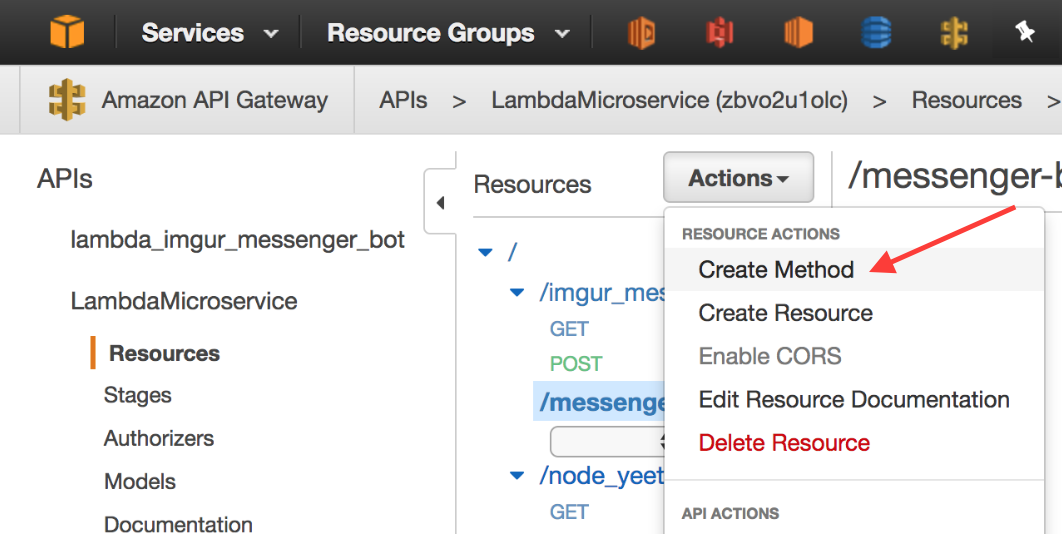 Services Resource Groups
Amazon API Gateway APIs > LambdaMicroservice (zbvo2u1olc) > Resources >
APIs
lambda_imgur_messenger_bot
LambdaMicroservice
Resources
Stages
Authorizers
Models
Documentation
Resources
/
/imgur_mes
GET
POST
/messenge
/node_yeet
GET
Actions
RESOURCE ACTIONS
Create Method
Create Resource
Enable CORS
Edit Resource Documentation
Delete Resource
API ACTIONS
/messenger-b